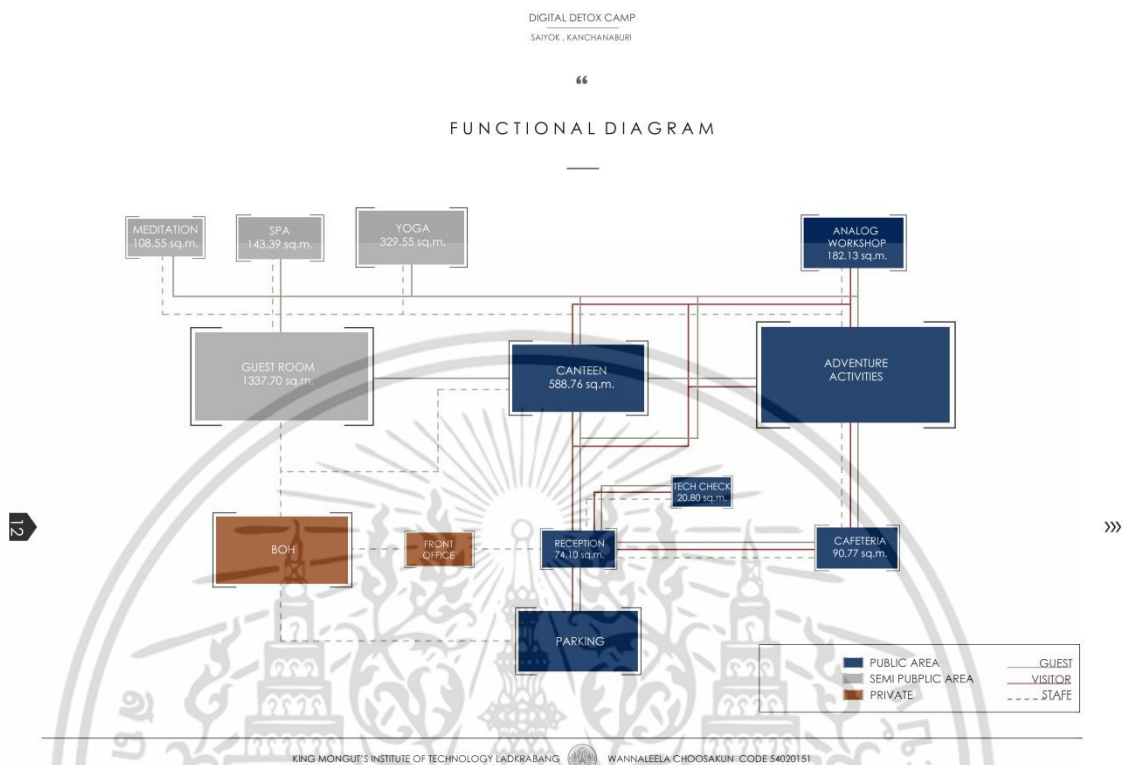 DIGITAL DETOX CAMP
SAIYOK , KANCHANABURI
“
FUNCTIONAL DIAGRAM
MEDITATION
108.55 sq.m.
SPA
143.39 sq.m.
YOGA
329.55 sq.m.
ANALOG
WORKSHOP
182.13 sq.m.
GUEST ROOM
1337.70 sq.m.
CANTEEN
588.76 sq.m.
ADVENTURE
ACTIVITIES
TECH CHECK
20.80 sq.m.
BOH
FRONT
OFFICE
RECEPTION
74.10 sq.m.
CAFETERIA
90.77 sq.m.
PARKING
12
»›
PUBLIC AREA
SEMI PUBPLIC AREA
PRIVATE
GUEST
VISITOR
STAFF
KING MONGUT'S INSTITUTE OF TECHNOLOGY LADKRABANG WANNALEELA CHOOSAKUN CODE 54020151